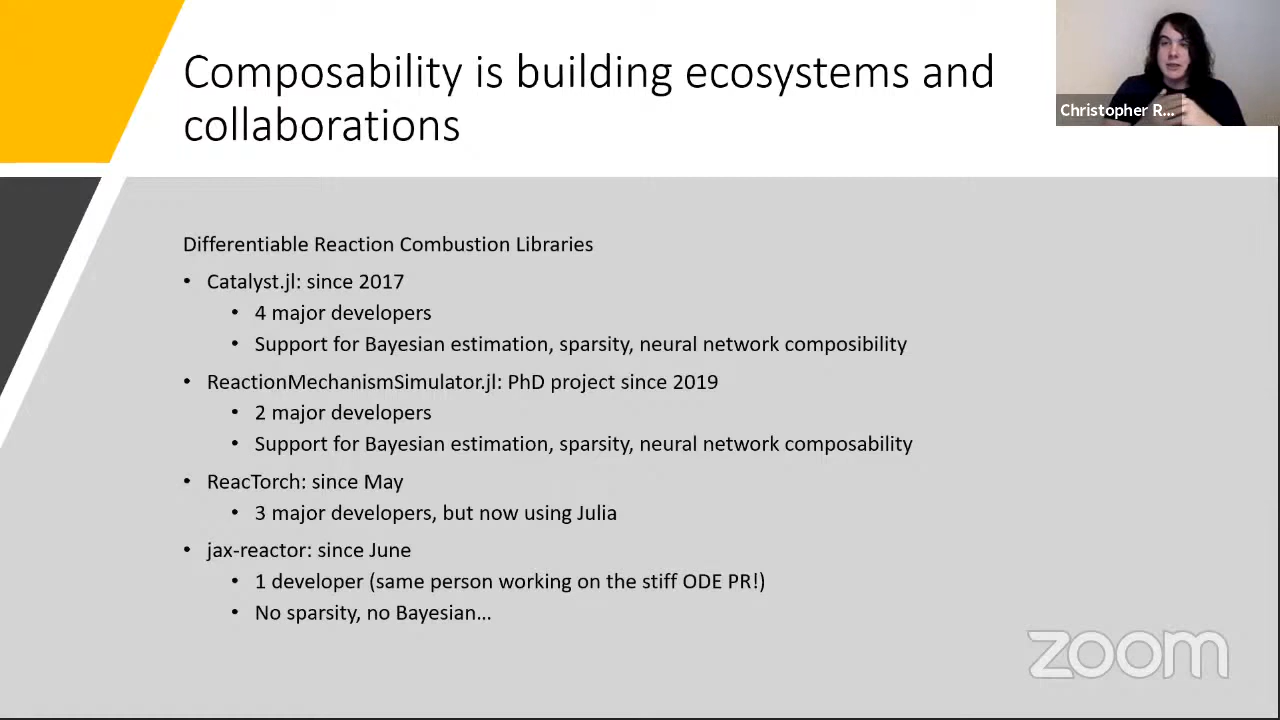 Composability is building ecosystems and
collaborations
Christopher R...
Differentiable Reaction Combustion Libraries
• Catalyst.jl: since 2017
• 4 major developers
• Support for Bayesian estimation, sparsity, neural network composibility
• ReactionMechanismSimulator.jl: PhD project since 2019
• 2 major developers
• Support for Bayesian estimation, sparsity, neural network composability
• ReacTorch: since May
• 3 major developers, but now using Julia
• jax-reactor: since June
• 1 developer (same person working on the stiff ODE PR!)
• No sparsity, no Bayesian...
zoom